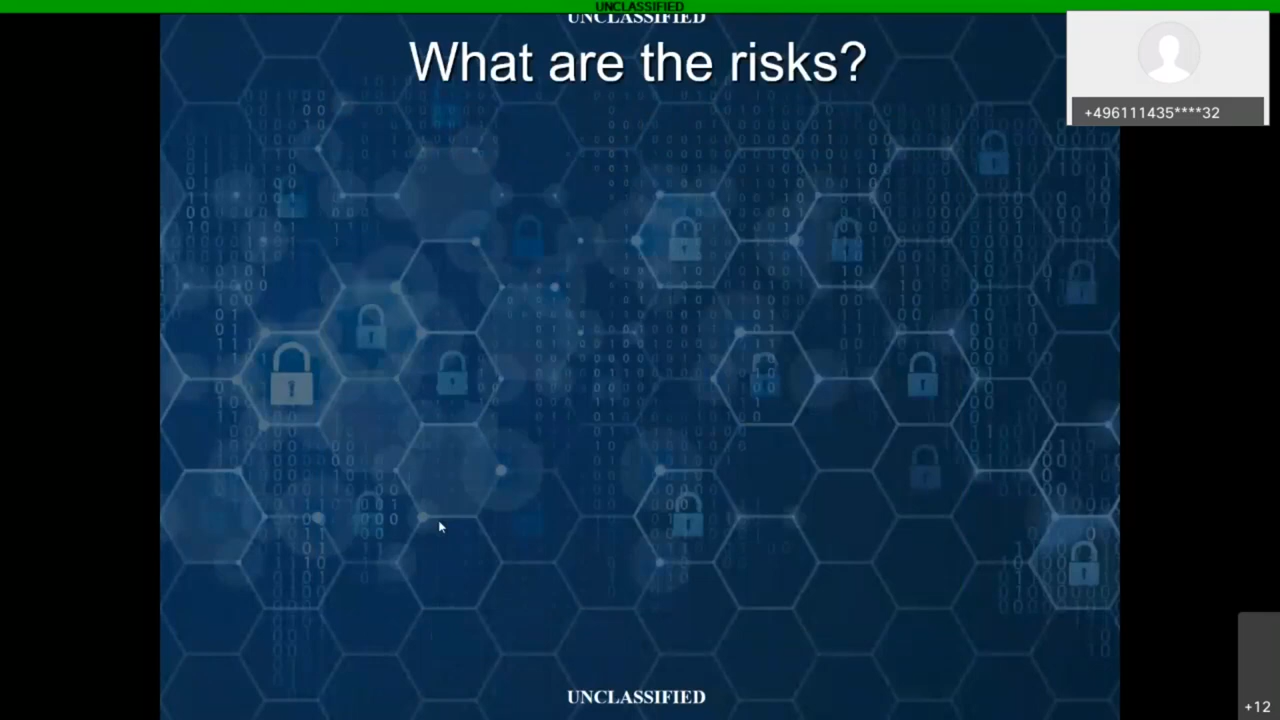 UNCLASSIFIED
UNCLASSIFIED
What are the risks?
+496111435****32
UNCLASSIFIED
+12